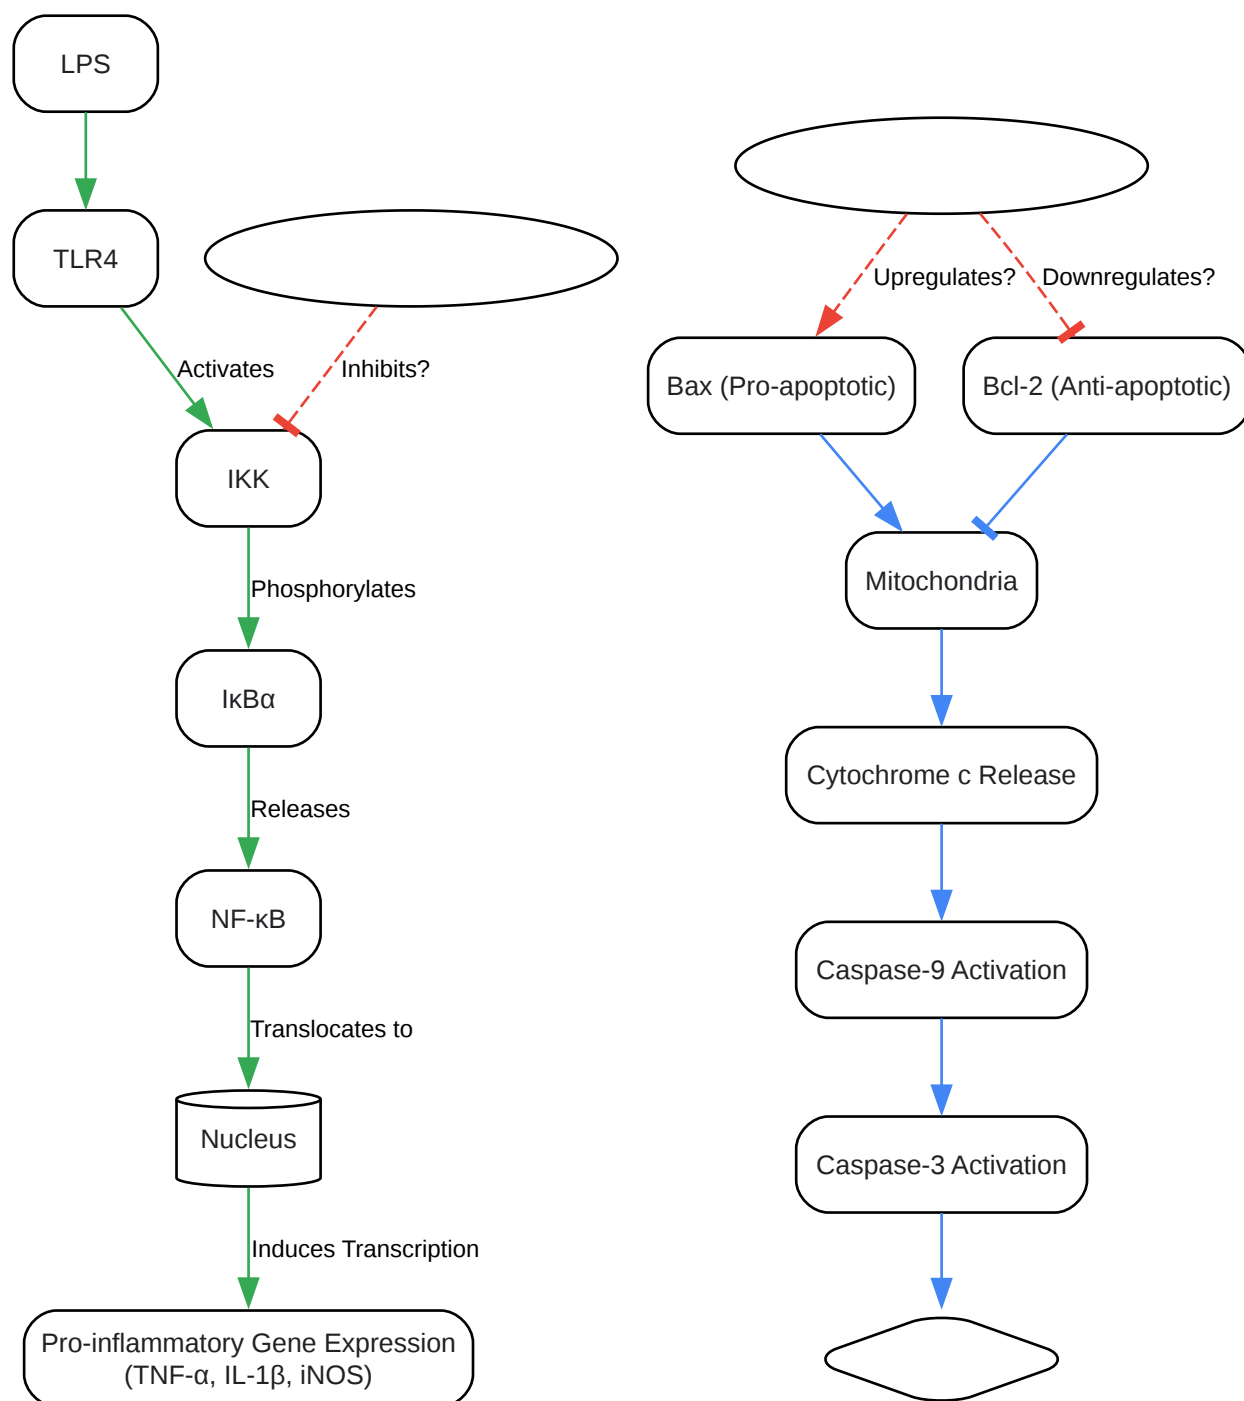 LPS
TLR4
Activates
Inhibits?
IKK
Phosphorylates
IκBα
Releases
NF-κB
Translocates to
Nucleus
Induces Transcription
Pro-inflammatory Gene Expression
(TNF-α, IL-1β, iNOS)
Upregulates?
Downregulates?
Bax (Pro-apoptotic)
Bcl-2 (Anti-apoptotic)
Mitochondria
Cytochrome c Release
Caspase-9 Activation
Caspase-3 Activation